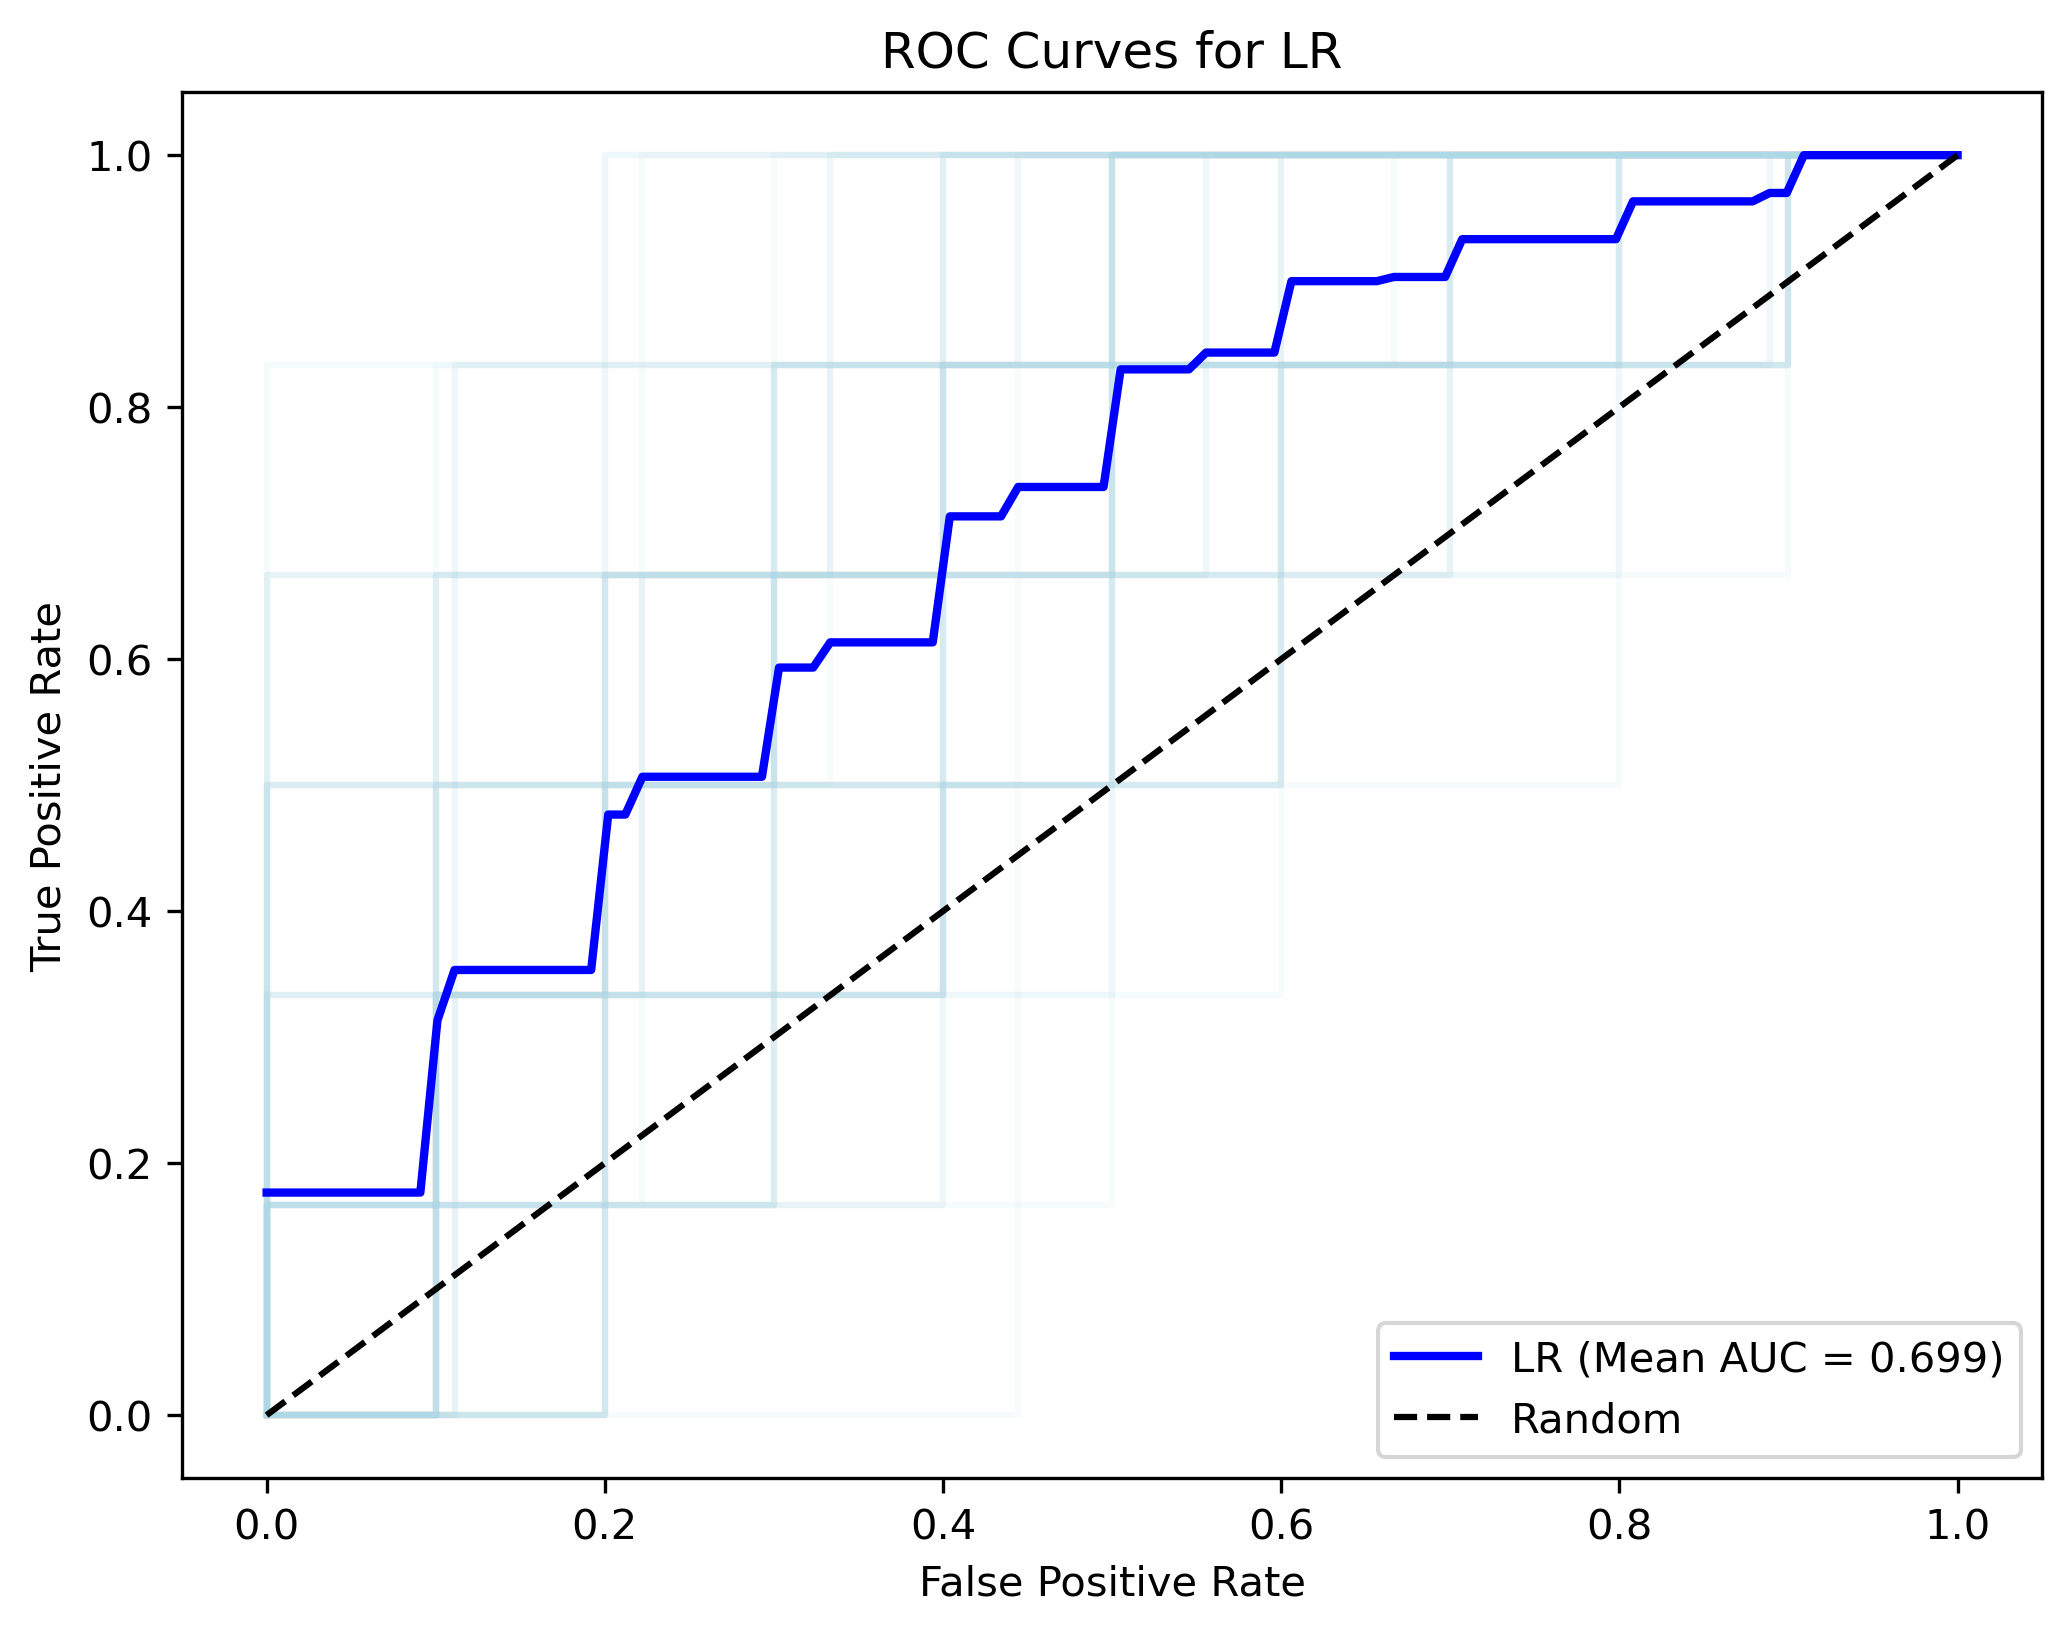 ROC Curves for LR
True Positive Rate
1.0
0.8
0.6
0.4
0.2
0.0
LR (Mean AUC = 0.699)
Random
0.0 0.2 0.4 0.6 0.8 1.0
False Positive Rate